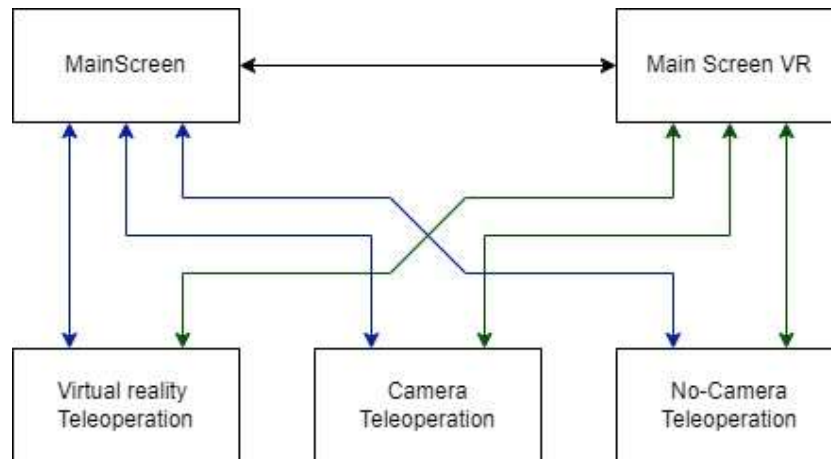 MainScreen
Main Screen VR
Virtual reality
Teleoperation
Camera
Teleoperation
No-Camera
Teleoperation